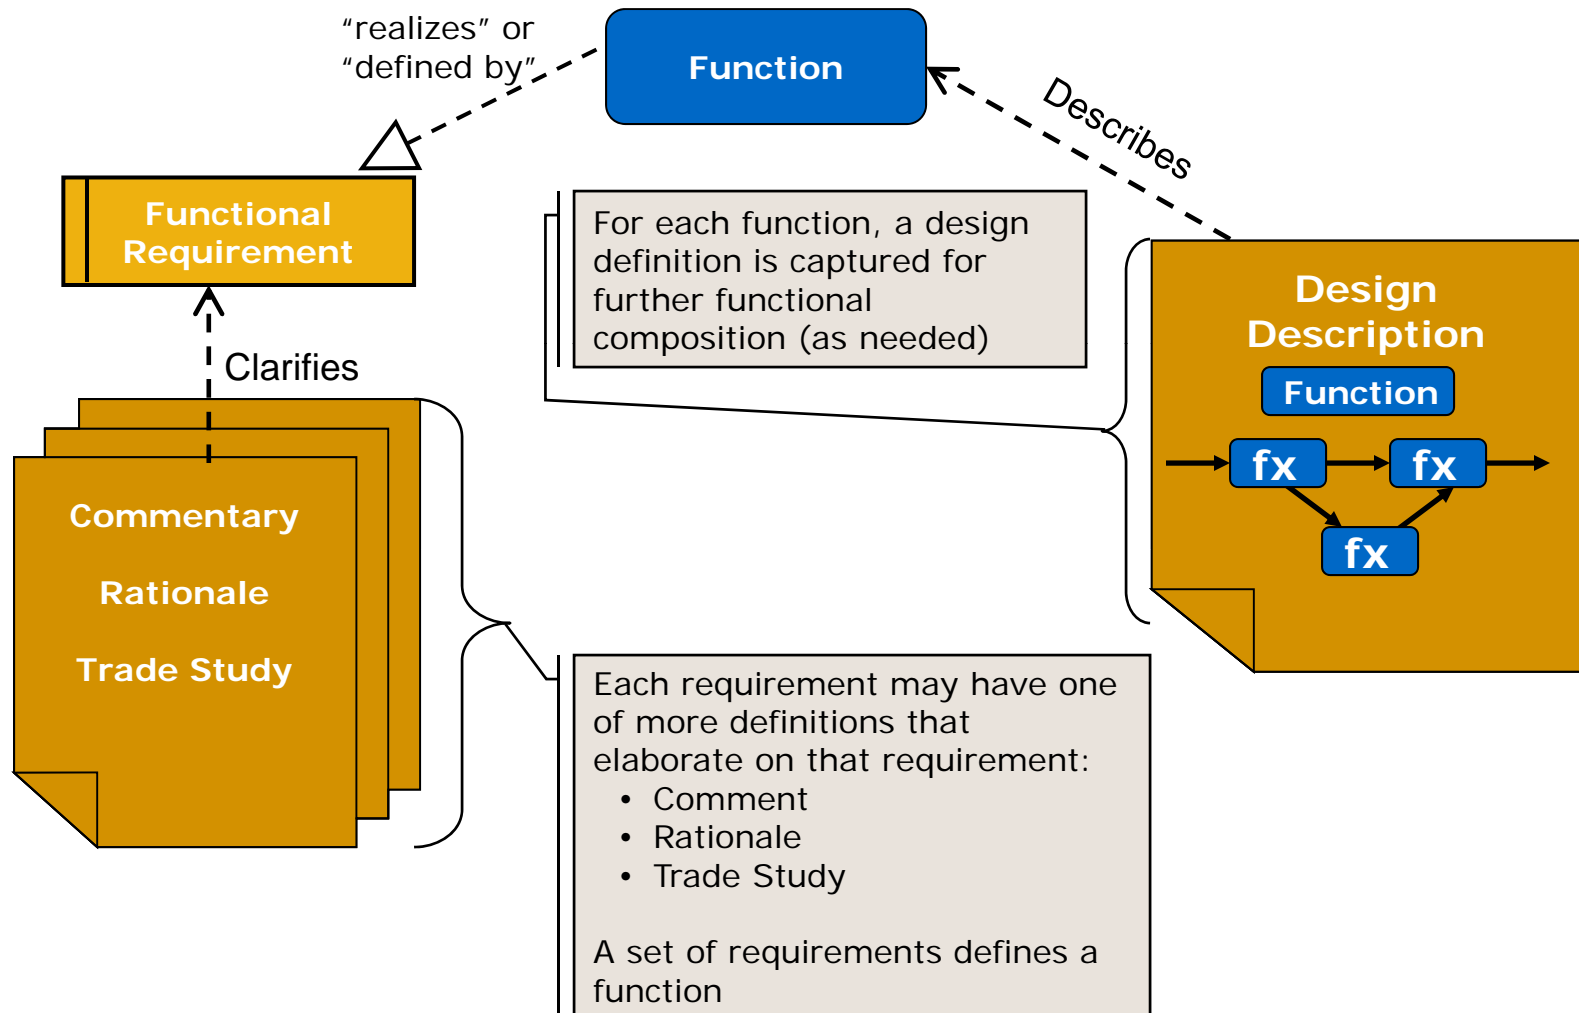 “realizes” or
“defined by”
Function
Describes
Functional
Requirement
For each function, a design
definition is captured for
further functional
composition (as needed)
Design
Description
Function
fx
fx
fx
Clarifies
Commentary
Rationale
Trade Study
Each requirement may have one
of more definitions that
elaborate on that requirement:
• Comment
• Rationale
• Trade Study
A set of requirements defines a
function